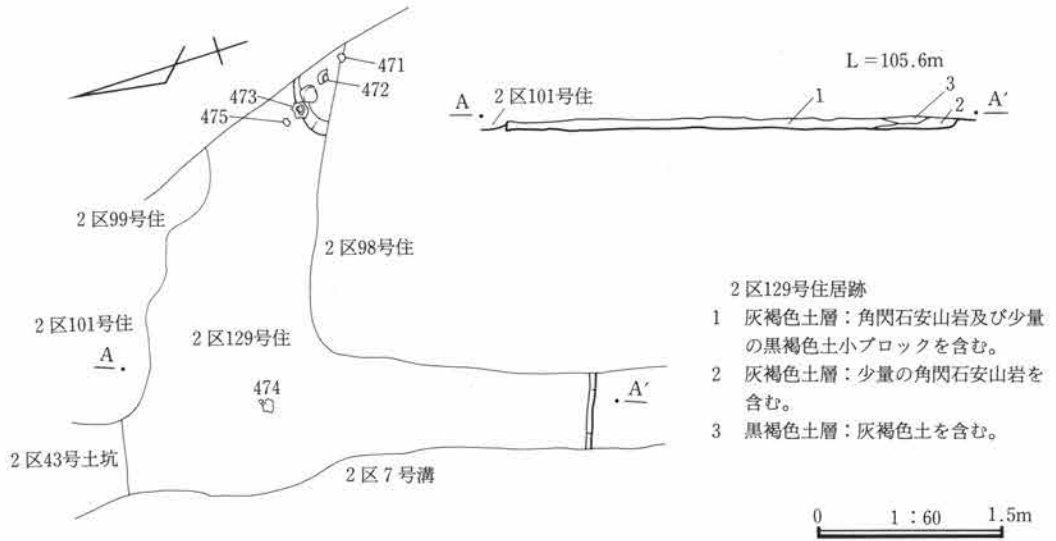 471
472
473
475
2区99号住
2区98号住
2区101号住
A
2区129号住
474
A′
2区43号土坑
2区7号溝
L＝105.6m
A
2区101号住
1
3
2
A′
2区129号住居跡
1 灰褐色土層：角閃石安山岩及び少量
の黒褐色土小ブロックを含む。
2 灰褐色土層：少量の角閃石安山岩を
含む。
3 黒褐色土層：灰褐色土を含む。
0 1：60 1.5m